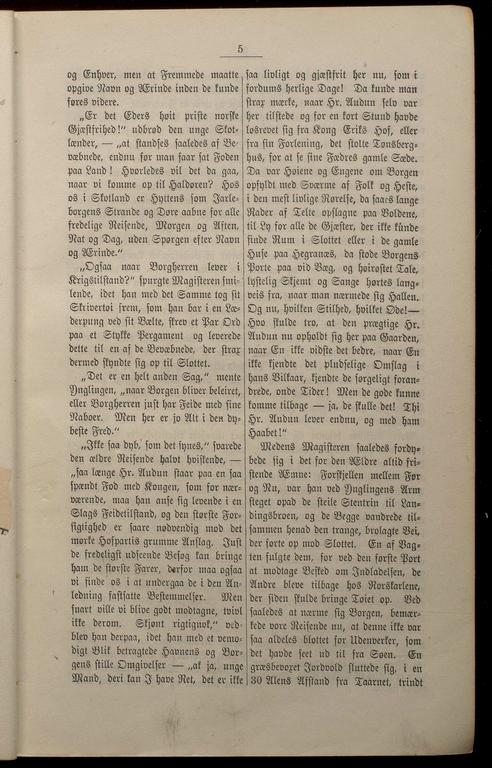 5
og Enhver, men at Fremmede maatte
opgive Navn og Ærinde inden de kunde
føres videre.
„Er det Eders høit priste norske
Gjæstfrihed!“ udbrød den unge Skot-
lænder, — „at standses saaledes af Be-
væbnede, endnu før man faar sat Foden
paa Land! Hvorledes vil det da gaa,
naar vi komme op til Haldoren? Hos
os i Skotland er Hyttens som Jarle-
borgens Strande og Døre aabne for alle
fredelige Reisende, Morgen og Aften,
Nat og Dag, uden Spørgen efter Navn
og Ærinde.“
„Ogsaa naar Borgherren lever i
Krigstilstand?“ spurgte Magisteren smi-
lende, idet han med det Samme tog sit
Skrivertøi frem, som han bar i en Læ-
derpung ved sit Bælte, skrev et Par Ord
paa et Stykke Pergament og leverede
dette til en af de Bevæbnede, der strax
dermed skyndte sig op til Slottet.
„Det er en helt anden Sag,“ mente
Ynglingen, „naar Borgen bliver beleiret,
eller Borgherren just har Feide med sine
Naboer. Men her er jo Alt i den dy-
beste Fred.“
„Ikke saa dyb, som det synes,“ svarede
den ældre Reisende halvt hviskende, —
„saa længe Hr. Audun staar paa en saa
spændt Fod med Kongen, som for nær-
værende, maa han anse sig levende i en
Slags Feidetilstand, og den største For-
sigtighed er saare nødvendig mod det
mørke Hofpartis grumme Anslag. Just
de fredeligst udseende Besøg kan bringe
ham de største Farer, derfor maa ogsaa
vi finde os i at undergaa de i den An-
ledning fastsatte Bestemmelser. Men
snart ville vi blive godt modtagne, tvivl
ikke derom. Skjønt rigtignok,“ ved-
blev han derpaa, idet han med et vemo-
digt Blik betragtede Havnens og Bor-
gens stille Omgivelser — „ak ja, unge
Mand, deri kan I have Ret, det er ikke
saa livligt og gjæstfrit her nu, som i
fordums herlige Dage! Da kunde man
strax mærke, naar Hr. Audun selv var
her tilstede og for en kort Stund havde
løsrevet sig fra Kong Eriks Hof, eller
fra sin Forlening, det stolte Tønsberg-
hus, for at se sine Fædres gamle Sæde.
Da var Høiene og Engene om Borgen
opfyldt med Sværme af Folk og Heste,
i den mest livlige Rørelse, da saaes lange
Rader af Telte opslagne paa Voldene,
til Ly for alle de Gjæster, der ikke kunde
finde Rum i Slottet eller i de gamle
Huse paa Hegranæs, da stode Borgens
Porte paa vid Væg, og høirøstet Tale,
lystelig Skjemt og Sange hørtes lang-
veis fra, naar man nærmede sig Hallen.
Og nu, hvilken Stilhed, hvilket Øde!—
Hvo skulde tro, at den prægtige Hr.
Audun nu opholdt sig her paa Gaarden,
naar En ikke vidste det bedre, naar En
ikke kjendte det pludselige Omslag i
hans Vilkaar, kjendte de sørgeligt foran-
drede, onde Tider! Men de gode kunne
komme tilbage — ja, de skulle det! Thi
Hr. Audun lever endnu, og med ham
Haabet!“
Medens Magisteren saaledes fordy-
bede sig i det for den Ældre altid fri-
stende Æmne: Forskjellen mellem Før
og Nu, var han ved Ynglingens Arm
steget opad de steile Stentrin til Lan-
dingsbroen, og de Begge vandrede til-
sammen henad den trange, brolagte Vei,
der førte op mod Slottet. En af Vag-
ten fulgte dem, for ved den første Port
at modtage Besked om Indladelsen, de
Andre bleve tilbage hos Norskarlene,
der siden skulde bringe Tøiet op. Ved
saaledes at nærme sig Borgen, bemær-
kede vore Reisende nu, at denne ikke var
saa aldeles blottet for Udenverker, som
det havde seet ud til fra Søen. En
græsbevoxet Jordvold sluttede sig, i en
30 Alens Afstand fra Taarnet, trindt